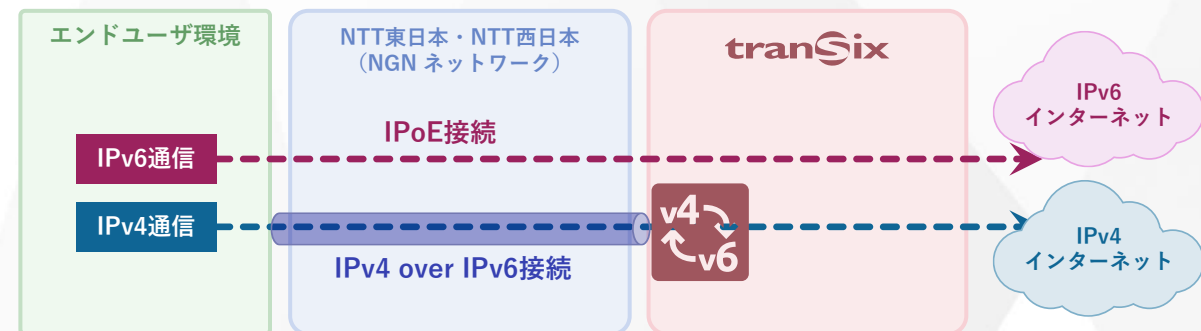 エンドユーザ環境
NTT東日本・NTT西日本
（NGN ネットワーク）
tranSix
IPv6
インターネット
IPoE接続
IPv6通信
IPv4通信
v4
v6
IPv4 over IPv6接続
IPv4
インターネット